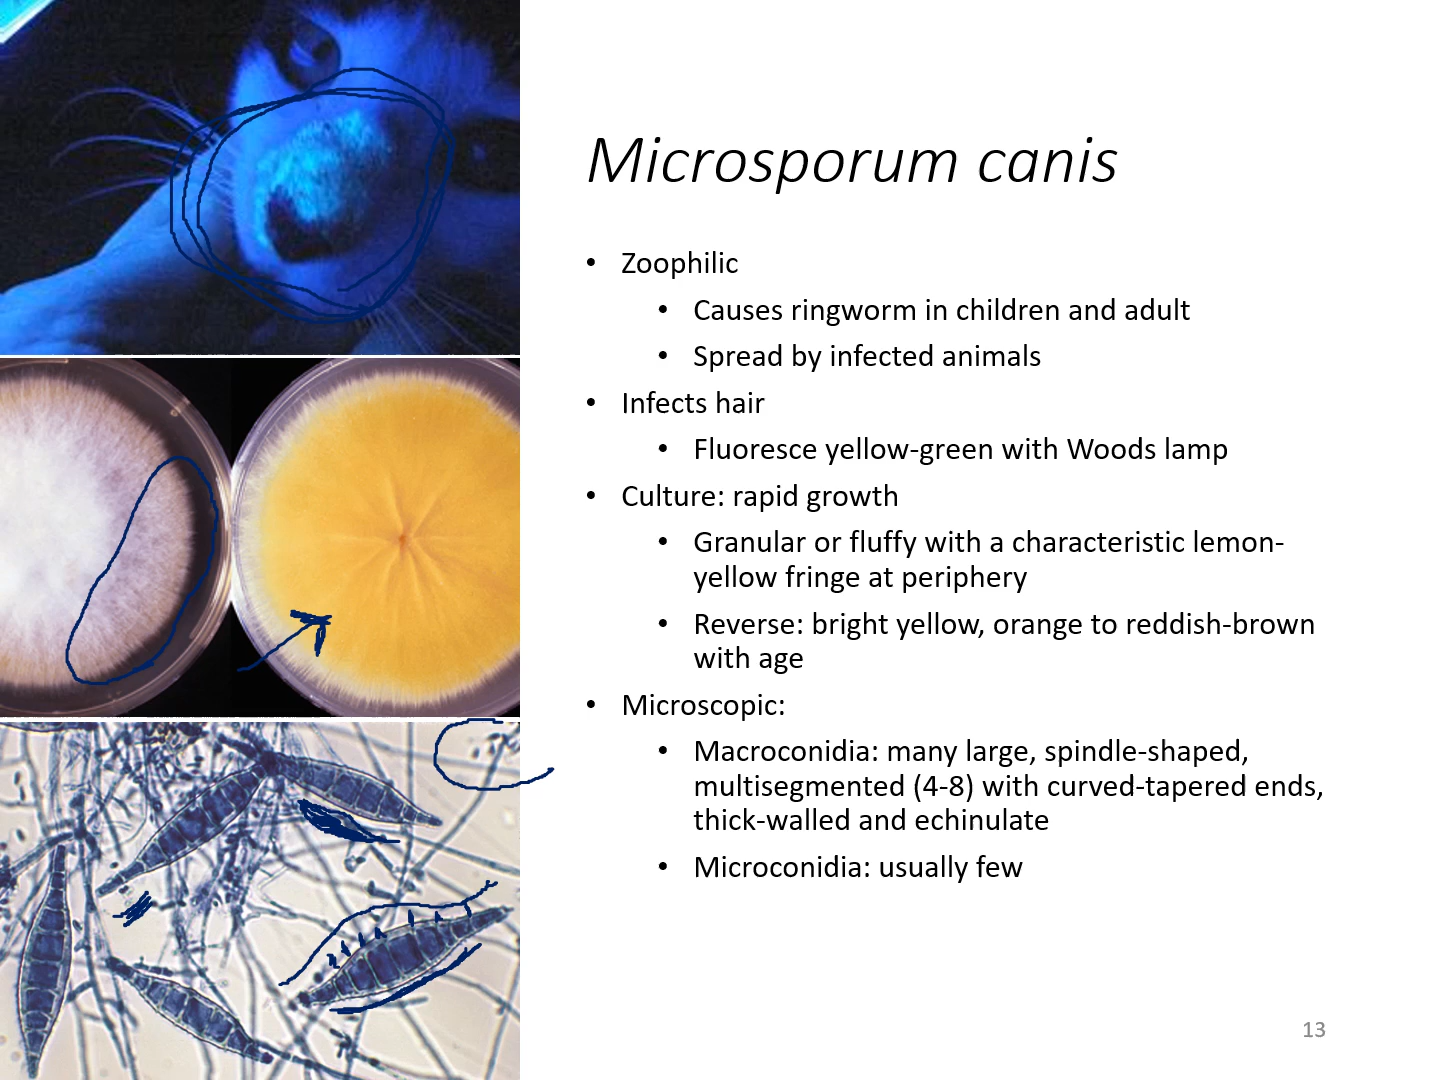 Microsporum canis
• Zoophilic
• Causes ringworm in children and adult
• Spread by infected animals
• Infects hair
• Fluoresce yellow-green with Woods lamp
• Culture: rapid growth
• Granular or fluffy with a characteristic lemon-
yellow fringe at periphery
• Reverse: bright yellow, orange to reddish-brown
with age
• Microscopic:
• Macroconidia: many large, spindle-shaped,
multisegmented (4-8) with curved-tapered ends,
thick-walled and echinulate
• Microconidia: usually few
13